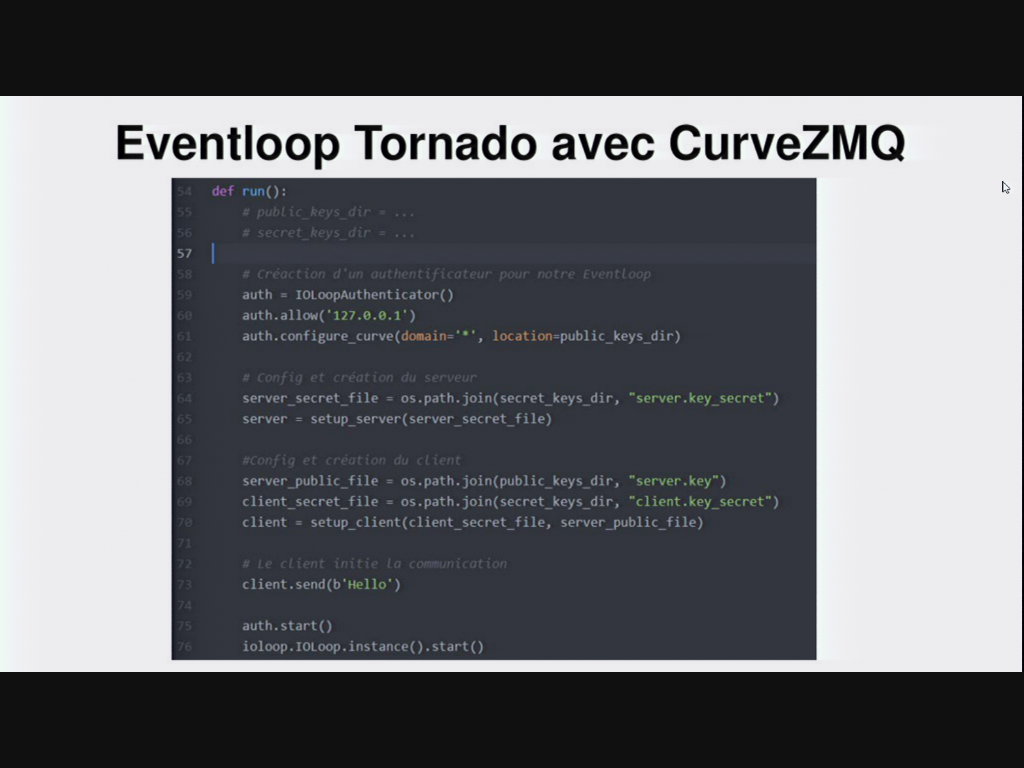 Eventloop Tornado avec CurveZMQ
54 def run():
55     # public_keys_dir = ...
56     # secret_keys_dir = ...
57
58     # Créaction d'un authentificateur pour notre Eventloop
59     auth = IOLoopAuthenticator()
60     auth.allow('127.0.0.1')
61     auth.configure_curve(domain='*', location=public_keys_dir)
62
63     # Config et création du serveur
64     server_secret_file = os.path.join(secret_keys_dir, "server.key_secret")
65     server = setup_server(server_secret_file)
66
67     #Config et création du client
68     server_public_file = os.path.join(public_keys_dir, "server.key")
69     client_secret_file = os.path.join(secret_keys_dir, "client.key_secret")
70     client = setup_client(client_secret_file, server_public_file)
71
72     # Le client initie la communication
73     client.send(b'Hello')
74
75     auth.start()
76     ioloop.IOLoop.instance().start()